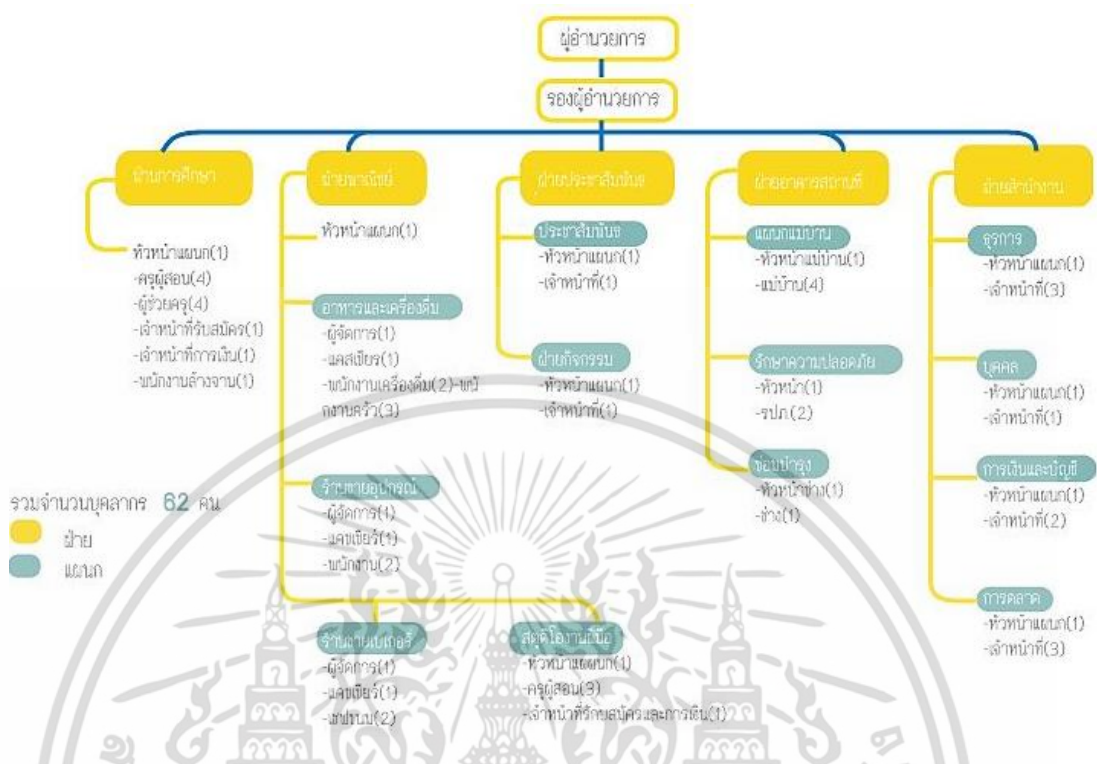 ผู้อำนวยการ
รองผู้อำนวยการ
ฝ่ายการศึกษา
หัวหน้าแผนก(1)
-ครูผู้สอน(4)
-ผู้ช่วยครู(4)
-เจ้าหน้าที่รับสมัคร(1)
-เจ้าหน้าที่การเงิน(1)
-พนักงานล้างจาน(1)
ฝ่ายพาณิชย์
หัวหน้าแผนก(1)
อาหารและเครื่องดื่ม
-ผู้จัดการ(1)
-แคสเชียร(1)
-พนักงานเครื่องดื่ม(2)-พนั
กงานครัว(3)
ร้านขายอุปกรณ์
-ผู้จัดการ(1)
-แคชเชียร์(1)
-พนักงาน(2)
ร้านขายเบเกอรี่
-ผู้จัดการ(1)
-แคชเชียร์(1)
-เชฟขนม(2)
สตูดิโองานฝีมือ
-หัวหน้าแผนก(1)
-ครูผู้สอน(3)
-เจ้าหน้าที่รักบสมัครและการเงิน(1)
ฝ่ายประชาสัมพันธ์
ประชาสัมพันธ์
-หัวหน้าแผนก(1)
-เจ้าหน้าที่(1)
ฝ่ายกิจกรรม
-หัวหน้าแผนก(1)
-เจ้าหน้าที่(1)
ฝ่ายอาคารสถานที่
แผนกแม่บ้าน
-หัวหน้าแม่บ้าน(1)
-แม่บ้าน(4)
รักษาความปลอดภัย
-หัวหน้า(1)
-รปภ.(2)
ซ่อมบำรุง
-หัวหน้าช่าง(1)
-ช่าง(1)
ฝ่ายสำนักงาน
ธุรการ
-หัวหน้าแผนก(1)
-เจ้าหน้าที่(3)
บุคคล
-หัวหน้าแผนก(1)
-เจ้าหน้าที่(1)
การเงินและบัญชี
-หัวหน้าแผนก(1)
-เจ้าหน้าที่(2)
การตลาด
-หัวหน้าแผนก(1)
-เจ้าหน้าที่(3)
รวมจำนวนบุคลากร 62 คน
ฝ่าย
แผนก